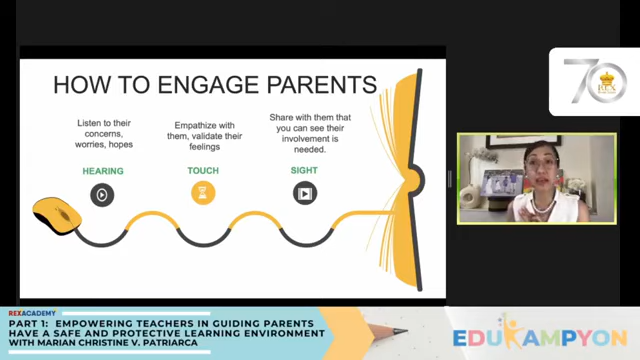 HOW TO ENGAGE PARENTS
Listen to their
concerns,
worries, hopes
HEARING
Empathize with
them, validate their
feelings
TOUCH
Share with them that
you can see their
involvement is
needed.
SIGHT
70
REX
REXACADEMY
PART 1: EMPOWERING TEACHERS IN GUIDING PARENTS
HAVE A SAFE AND PROTECTIVE LEARNING ENVIRONMENT
WITH MARIAN CHRISTINE V. PATRIARCA
EDUKAMPYON